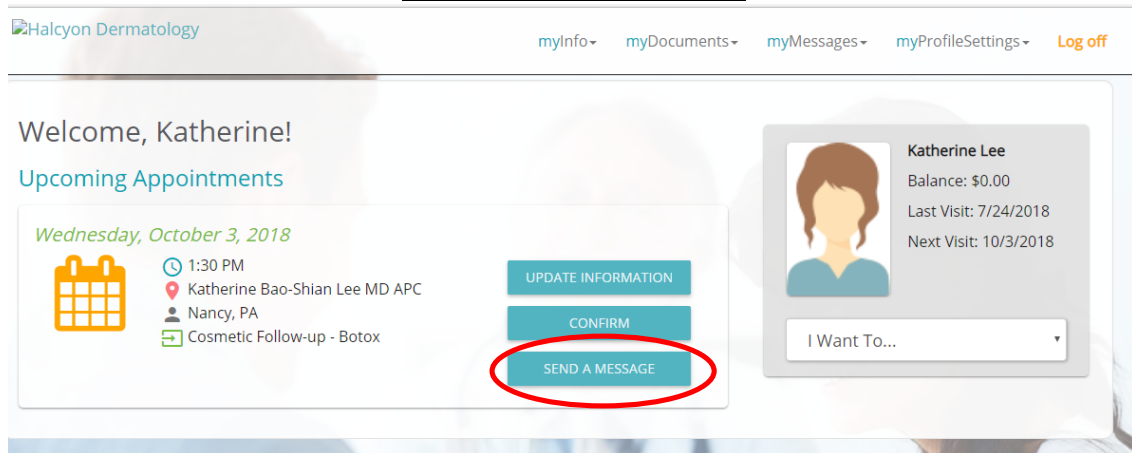 Halcyon Dermatology
myInfo
myDocuments
myMessages
myProfileSettings
Log off
Welcome, Katherine!
Upcoming Appointments
Wednesday, October 3, 2018
1:30 PM
Katherine Bao-Shian Lee MD APC
Nancy, PA
Cosmetic Follow-up - Botox
UPDATE INFORMATION
CONFIRM
SEND A MESSAGE
Katherine Lee
Balance: $0.00
Last Visit: 7/24/2018
Next Visit: 10/3/2018
I Want To...